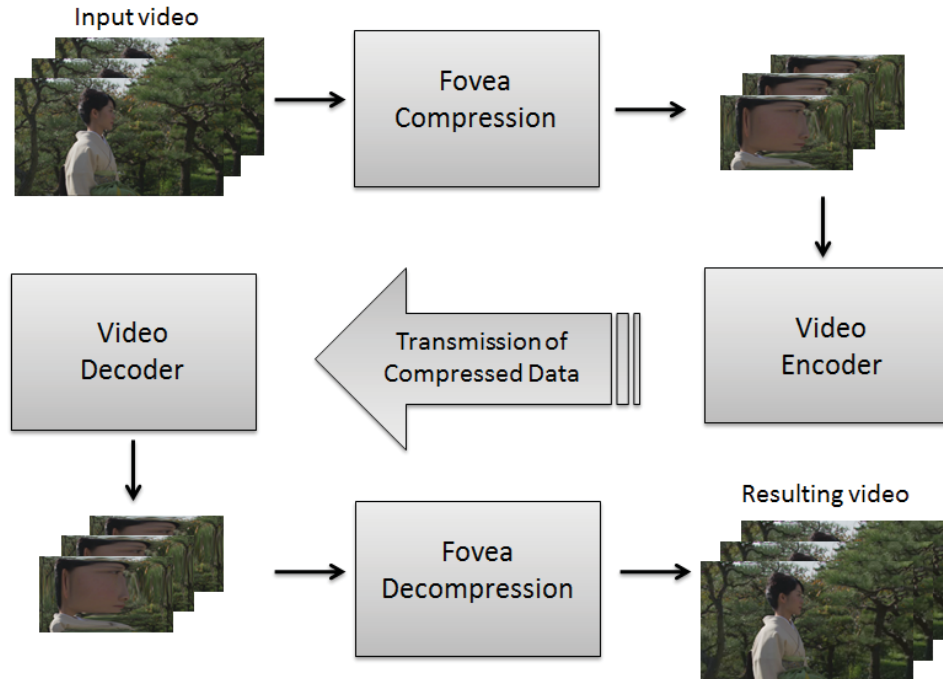 Input video
Fovea
Compression
Video
Encoder
Transmission of
Compressed Data
Video
Decoder
Fovea
Decompression
Resulting video